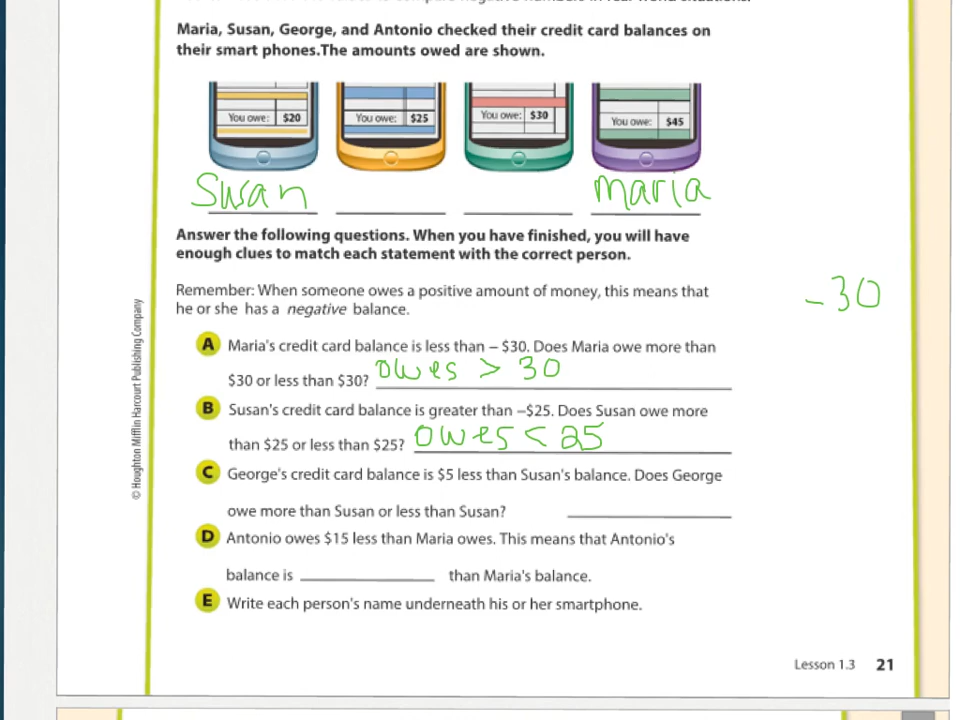 Maria, Susan, George, and Antonio checked their credit card balances on
their smart phones.The amounts owed are shown.
You owe: $20 You owe: $25 You owe: $30 You owe: $45
Susan maria
Answer the following questions. When you have finished, you will have
enough clues to match each statement with the correct person.
Remember: When someone owes a positive amount of money, this means that
he or she has a negative balance.
-30
A Maria's credit card balance is less than – $30. Does Maria owe more than
$30 or less than $30? owes > 30
B Susan's credit card balance is greater than –$25. Does Susan owe more
than $25 or less than $25? owes < 25
C George's credit card balance is $5 less than Susan's balance. Does George
owe more than Susan or less than Susan?
D Antonio owes $15 less than Maria owes. This means that Antonio's
balance is than Maria's balance.
E Write each person's name underneath his or her smartphone.
© Houghton Mifflin Harcourt Publishing Company
Lesson 1.3 21